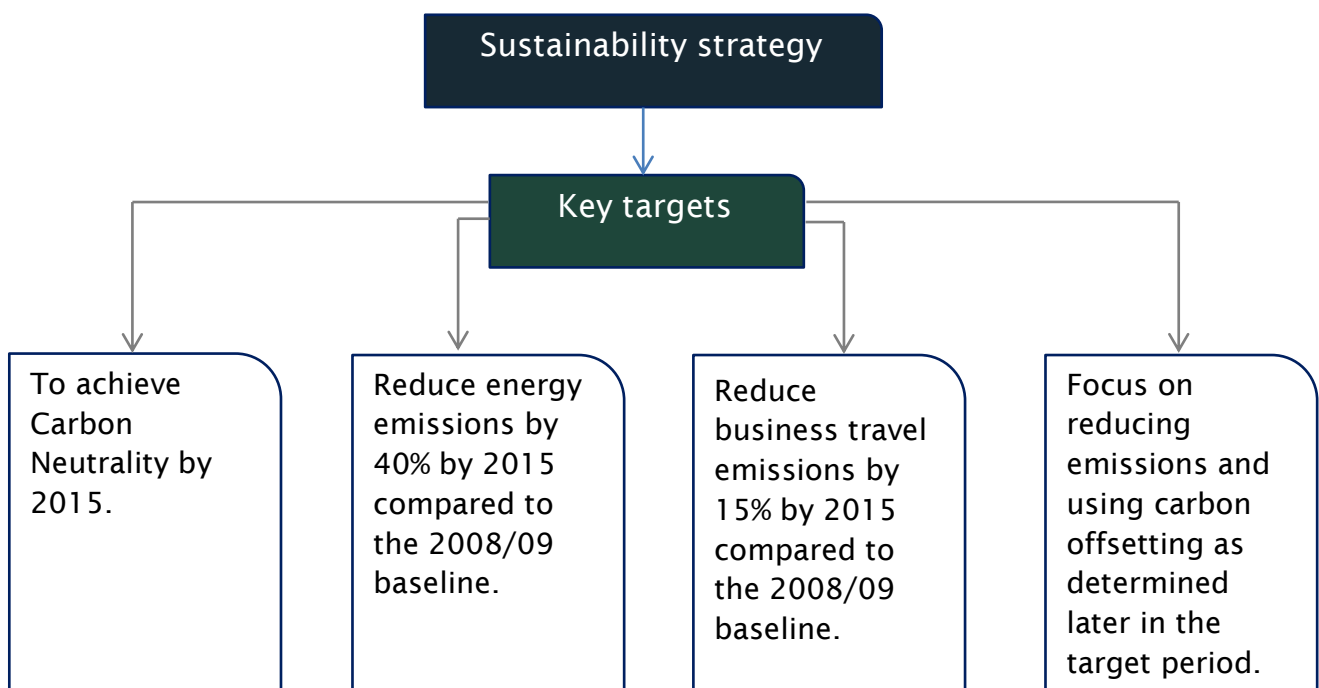 Sustainability strategy
Key targets
To achieve
Carbon
Neutrality by
2015.
Reduce energy
emissions by
40% by 2015
compared to
the 2008/09
baseline.
Reduce
business travel
emissions by
15% by 2015
compared to
the 2008/09
baseline.
Focus on
reducing
emissions and
using carbon
offsetting as
determined
later in the
target period.